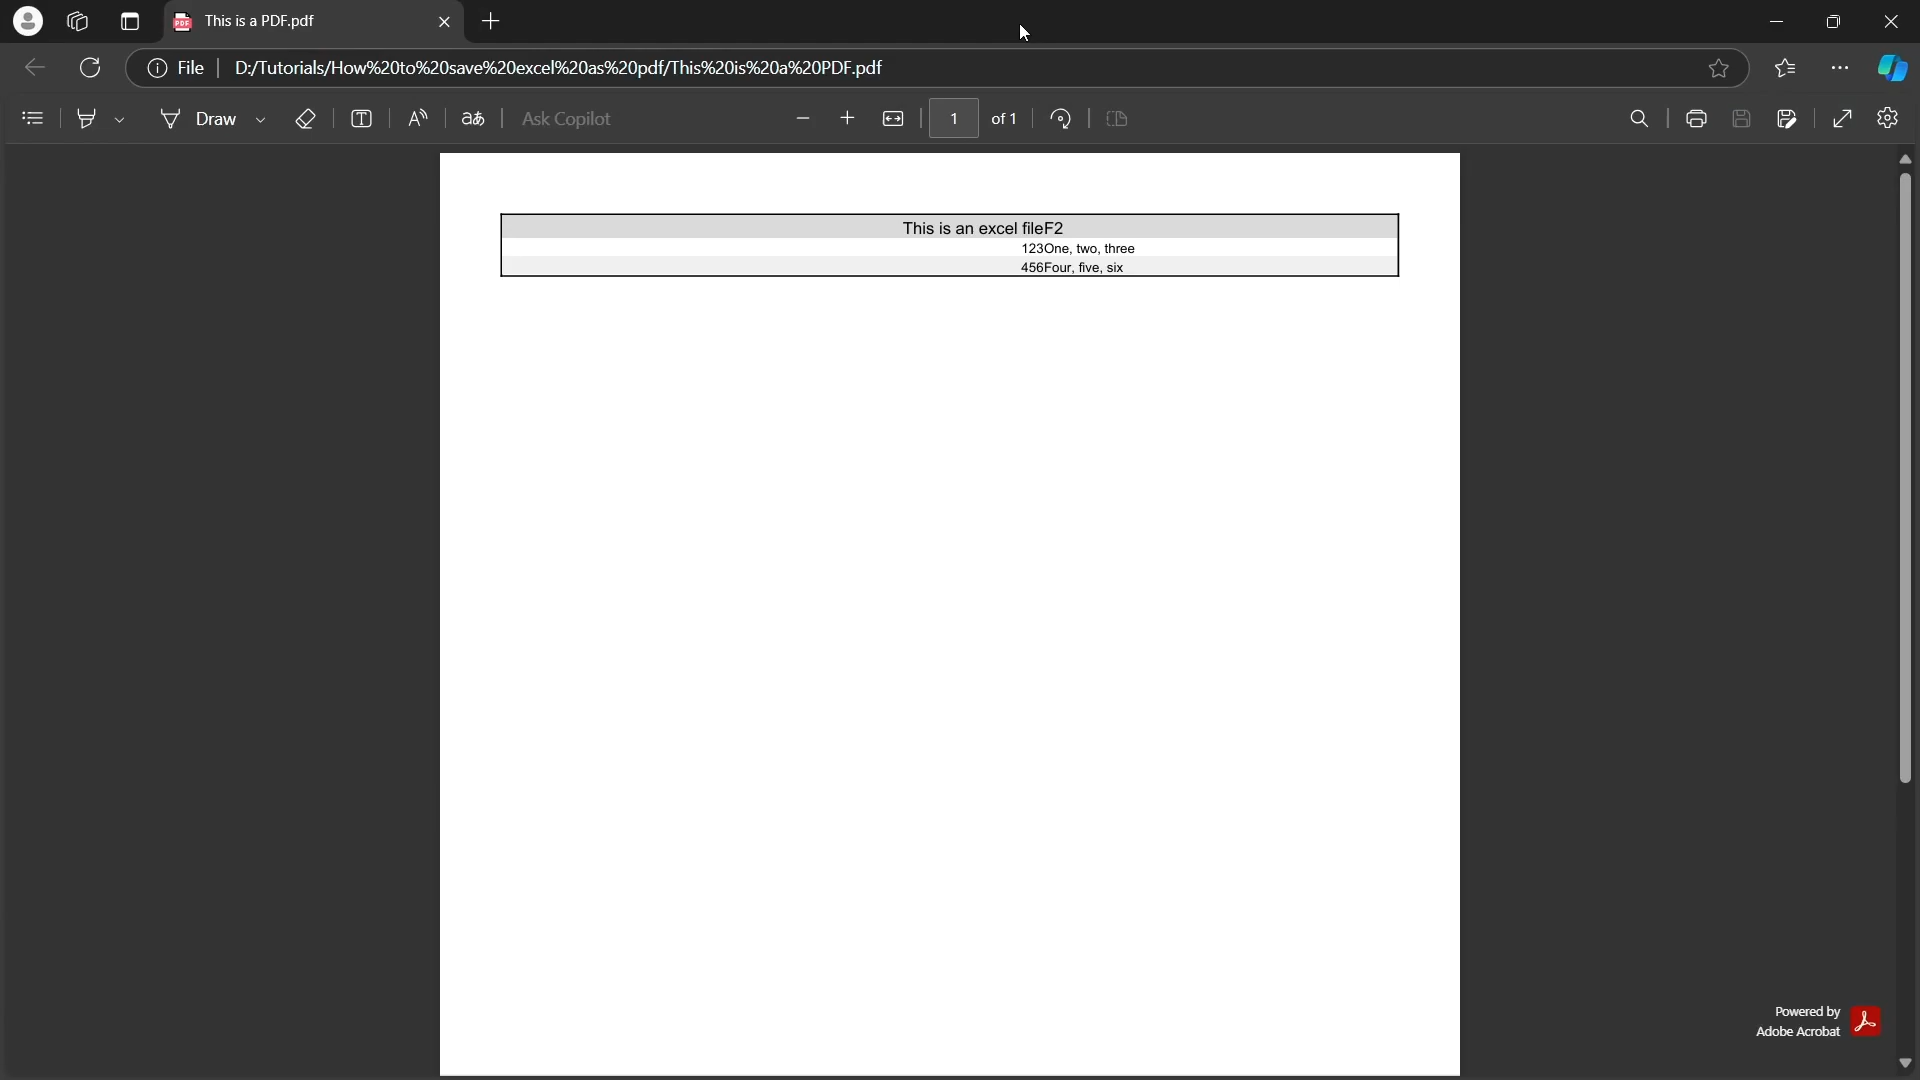 This is a PDF.pdf
File D:/Tutorials/How%20to%20save%20excel%20as%20pdf/This%20is%20a%20PDF.pdf
Draw aあ Ask Copilot 1 of 1
This is an excel fileF2
123One, two, three
456Four, five, six
Powered by
Adobe Acrobat